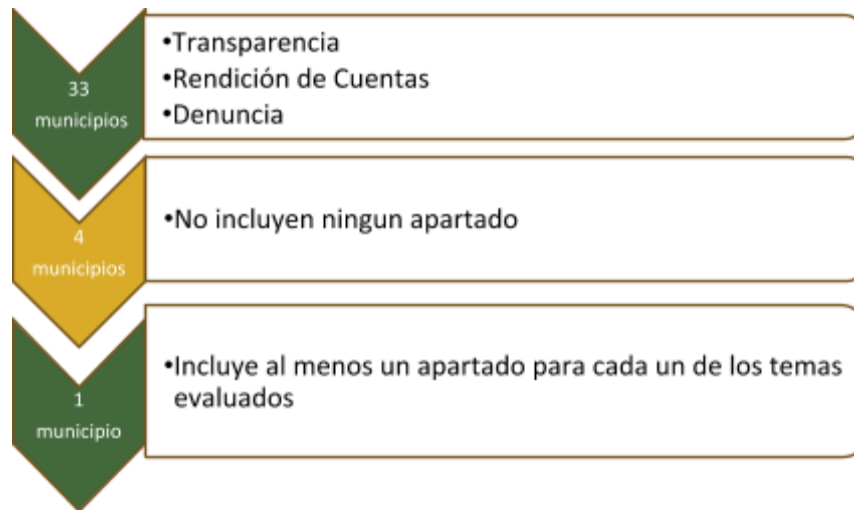 33
municipios
•Transparencia
•Rendición de Cuentas
•Denuncia
4
municipios
•No incluyen ningun apartado
1
municipio
•Incluye al menos un apartado para cada un de los temas
evaluados